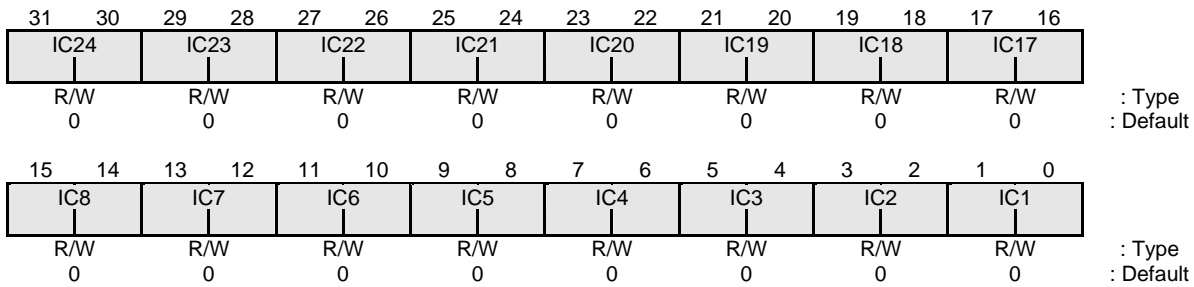 31 30 29 28 27 26 25 24 23 22 21 20 19 18 17 16
IC24 IC23 IC22 IC21 IC20 IC19 IC18 IC17
R/W R/W R/W R/W R/W R/W R/W R/W : Type
0 0 0 0 0 0 0 0 : Default
15 14 13 12 11 10 9 8 7 6 5 4 3 2 1 0
IC8 IC7 IC6 IC5 IC4 IC3 IC2 IC1
R/W R/W R/W R/W R/W R/W R/W R/W : Type
0 0 0 0 0 0 0 0 : Default